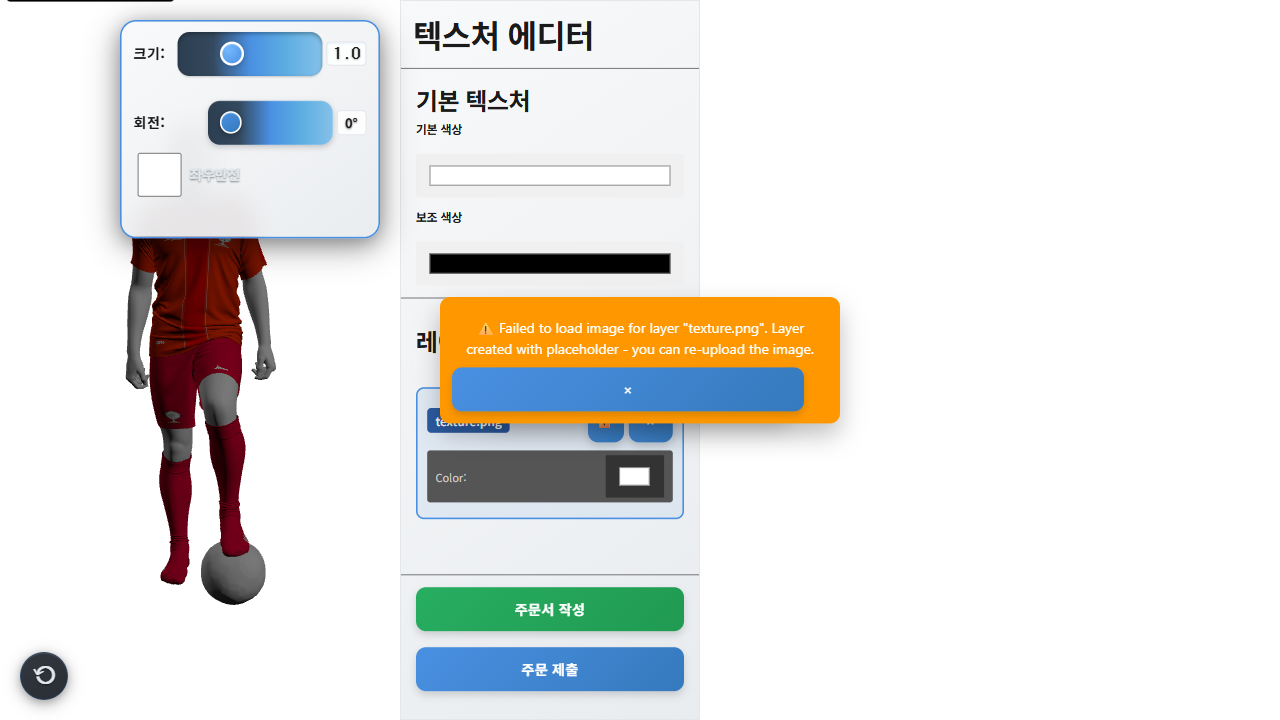 크기:
1.0
회전:
0°
좌우반전
텍스처 에디터
기본 텍스처
기본 색상
보조 색상
⚠️ Failed to load image for layer "texture.png". Layer
created with placeholder - you can re-upload the image.
×
texture.png
Color:
주문서 작성
주문 제출